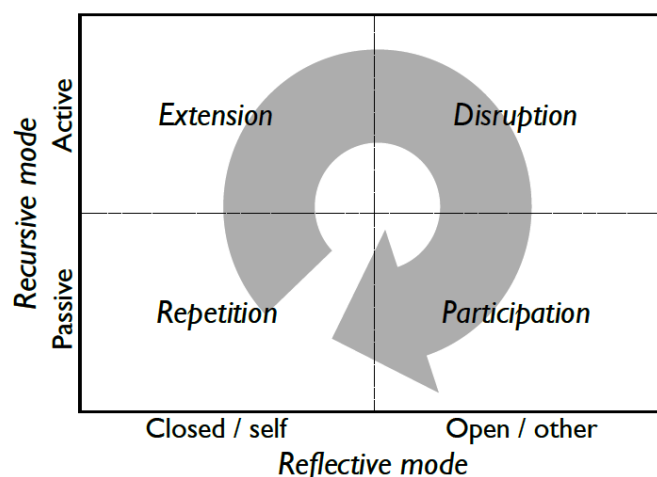 Recursive mode
Active
Passive
Extension
Disruption
Repetition
Participation
Closed / self
Open / other
Reflective mode